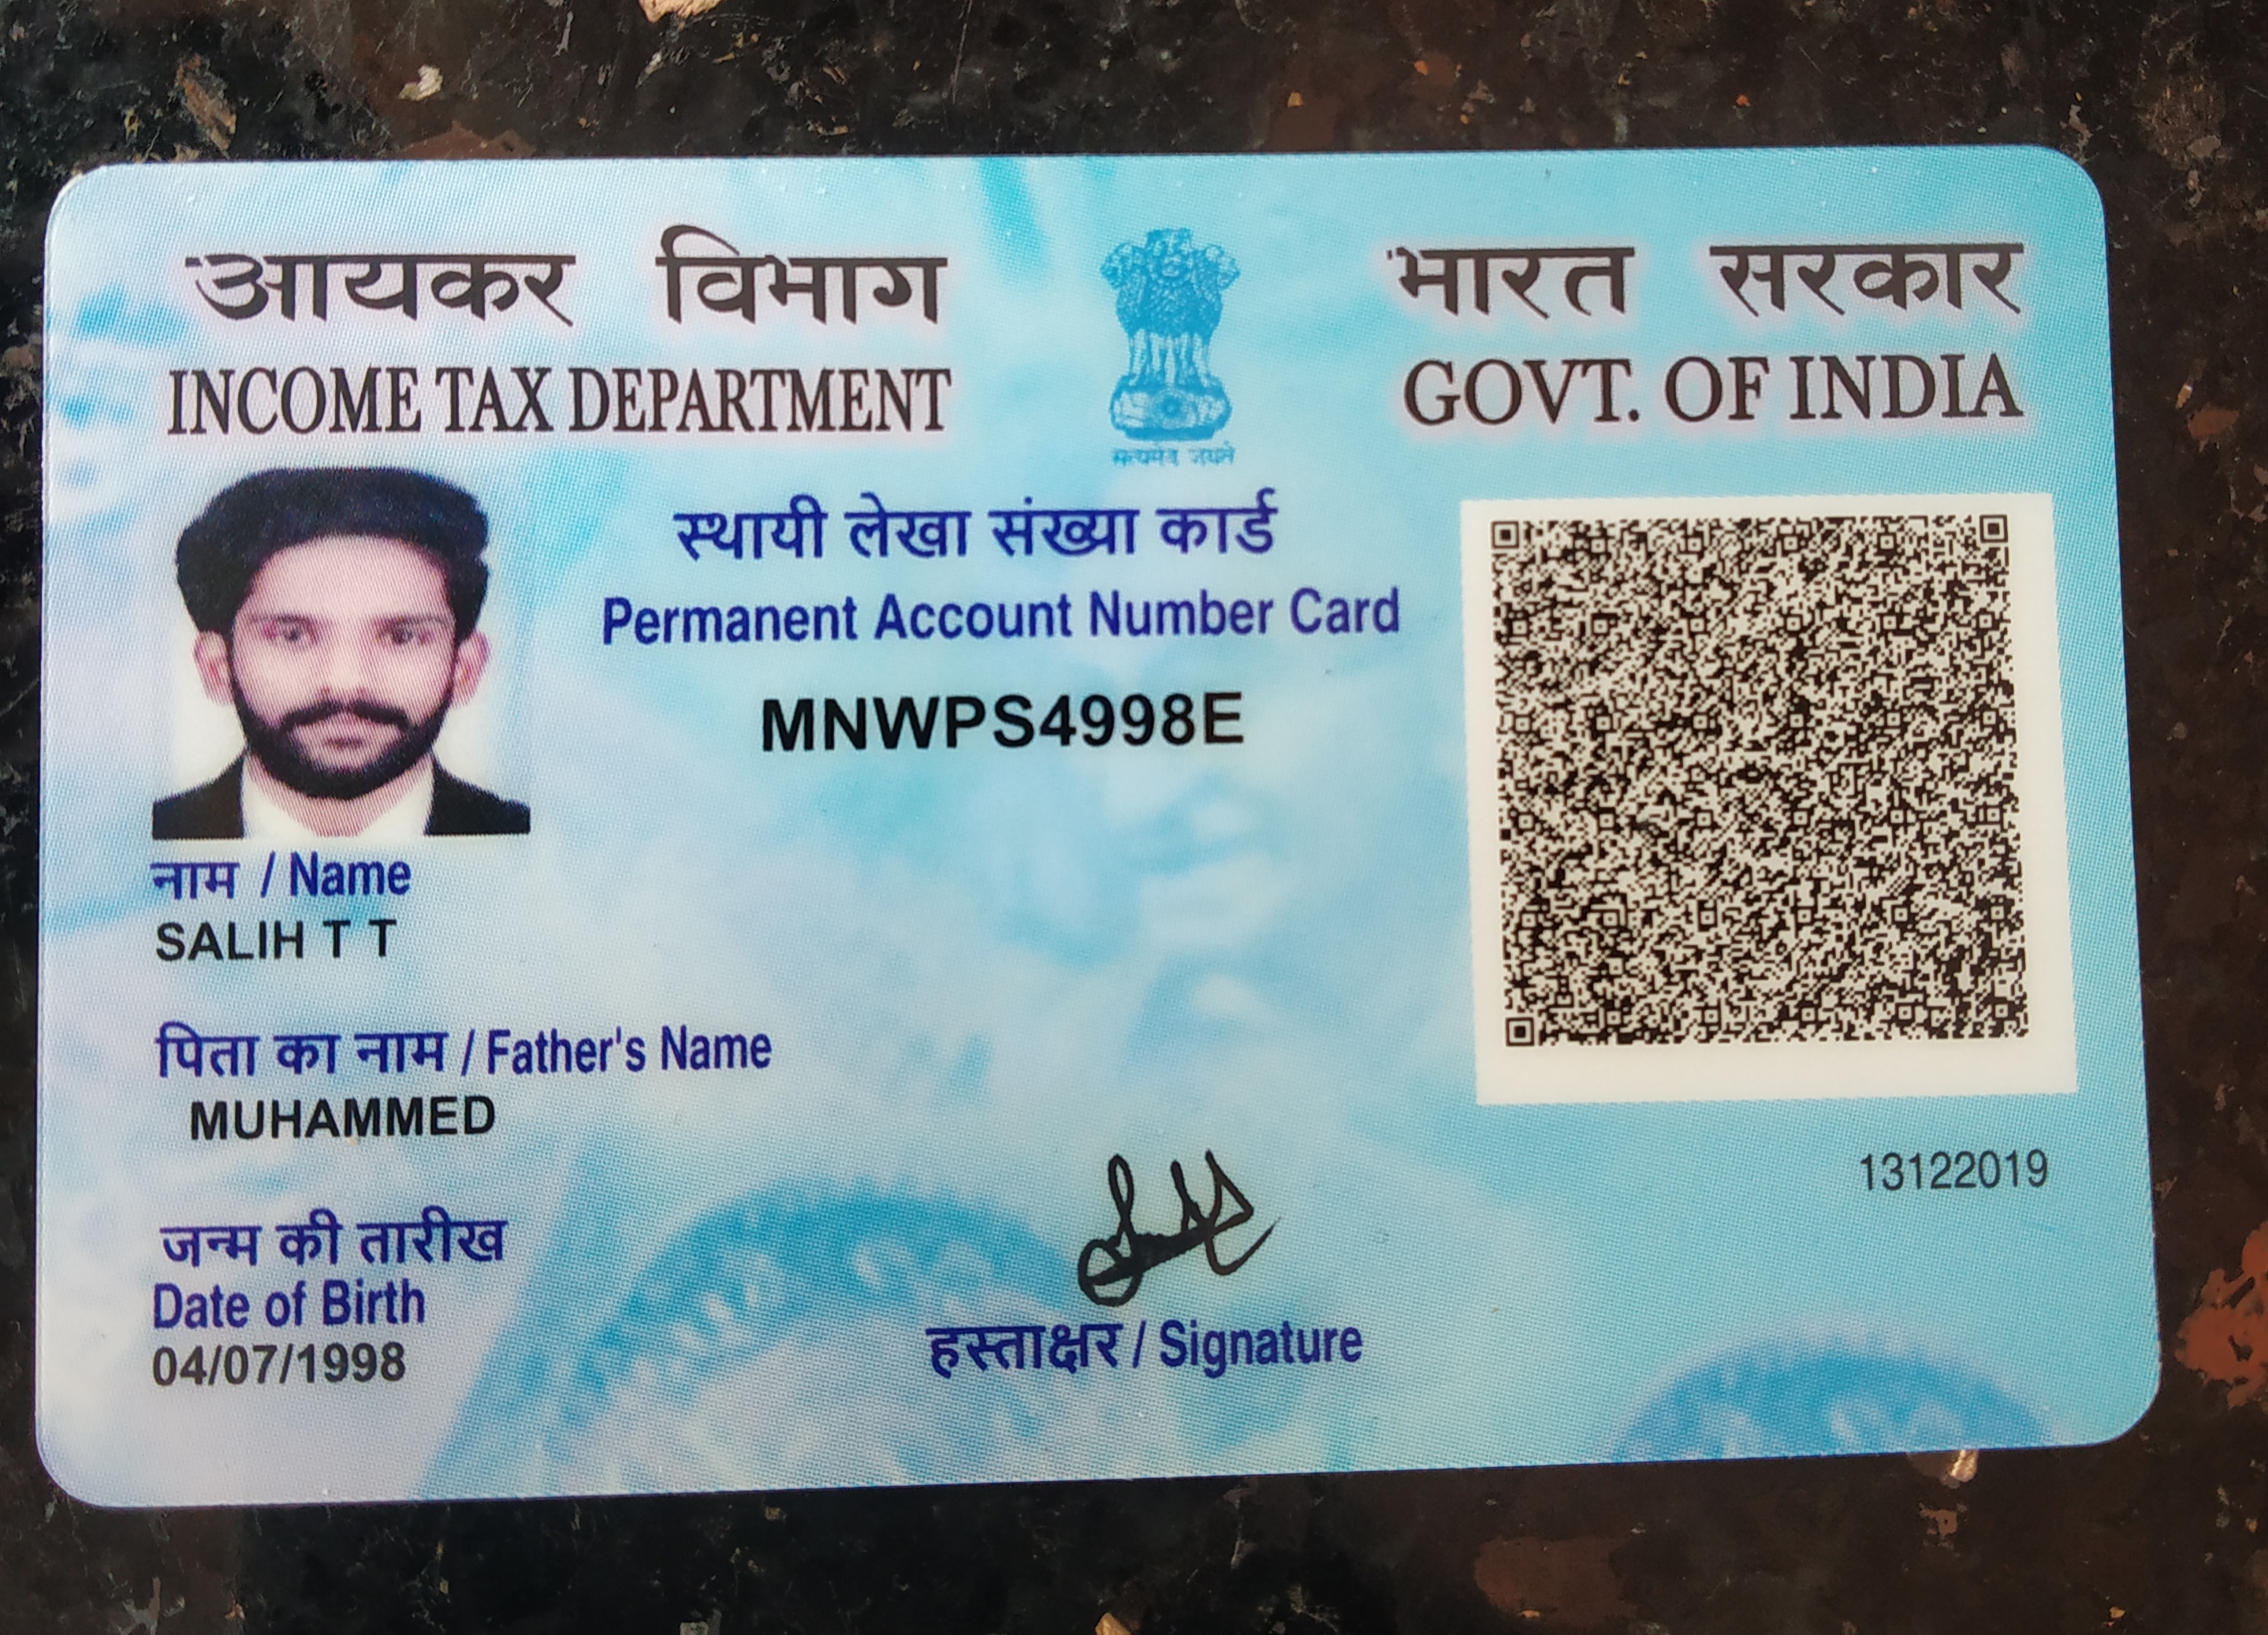 आयकर विभाग
INCOME TAX DEPARTMENT
सत्यमेव जयते
भारत सरकार
GOVT. OF INDIA
स्थायी लेखा संख्या कार्ड
Permanent Account Number Card
MNWPS4998E
नाम / Name
SALIH T T
पिता का नाम / Father's Name
MUHAMMED
जन्म की तारीख
Date of Birth
04/07/1998
हस्ताक्षर / Signature
13122019